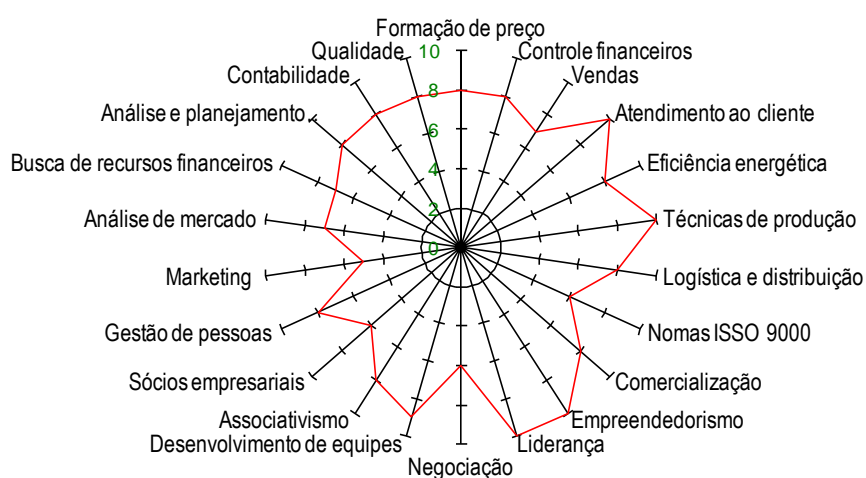 Formação de preço
Controle financeiros
Vendas
Atendimento ao cliente
Eficiência energética
Técnicas de produção
Logística e distribuição
Nomas ISSO 9000
Comercialização
Empreendedorismo
Liderança
Negociação
Desenvolvimento de equipes
Associativismo
Sócios empresariais
Gestão de pessoas
Marketing
Análise de mercado
Busca de recursos financeiros
Análise e planejamento
Contabilidade
Qualidade
10
8
6
4
2
0